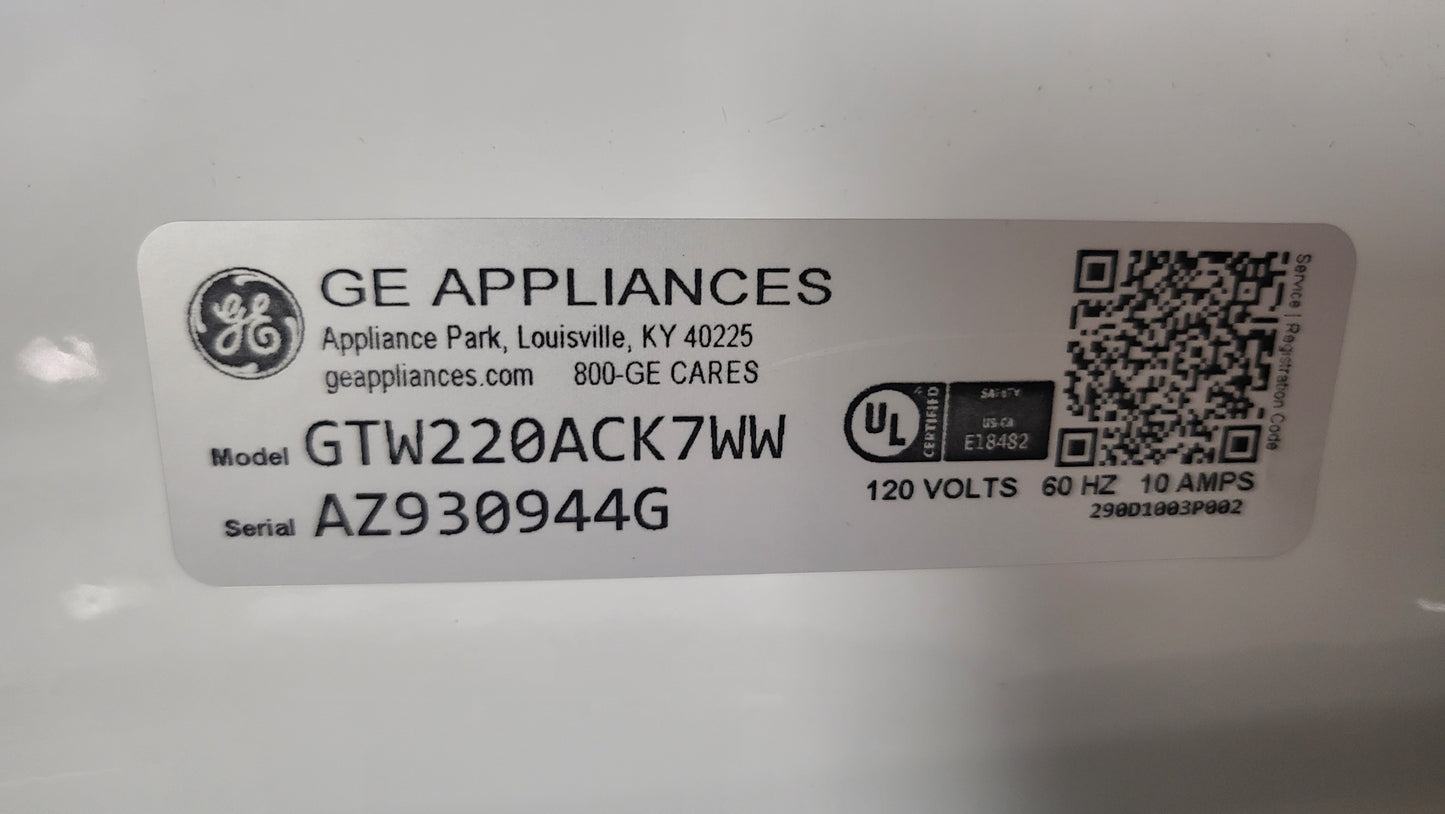 GE
GE APPLIANCES
Appliance Park, Louisville, KY 40225
geappliances.com 800-GE CARES
Model GTW220ACK7WW
Serial AZ930944G
UL CERTIFIED
SAFETY
US-CA
E18482
120 VOLTS 60 HZ 10 AMPS
290D1003P002
Service | Registration Code